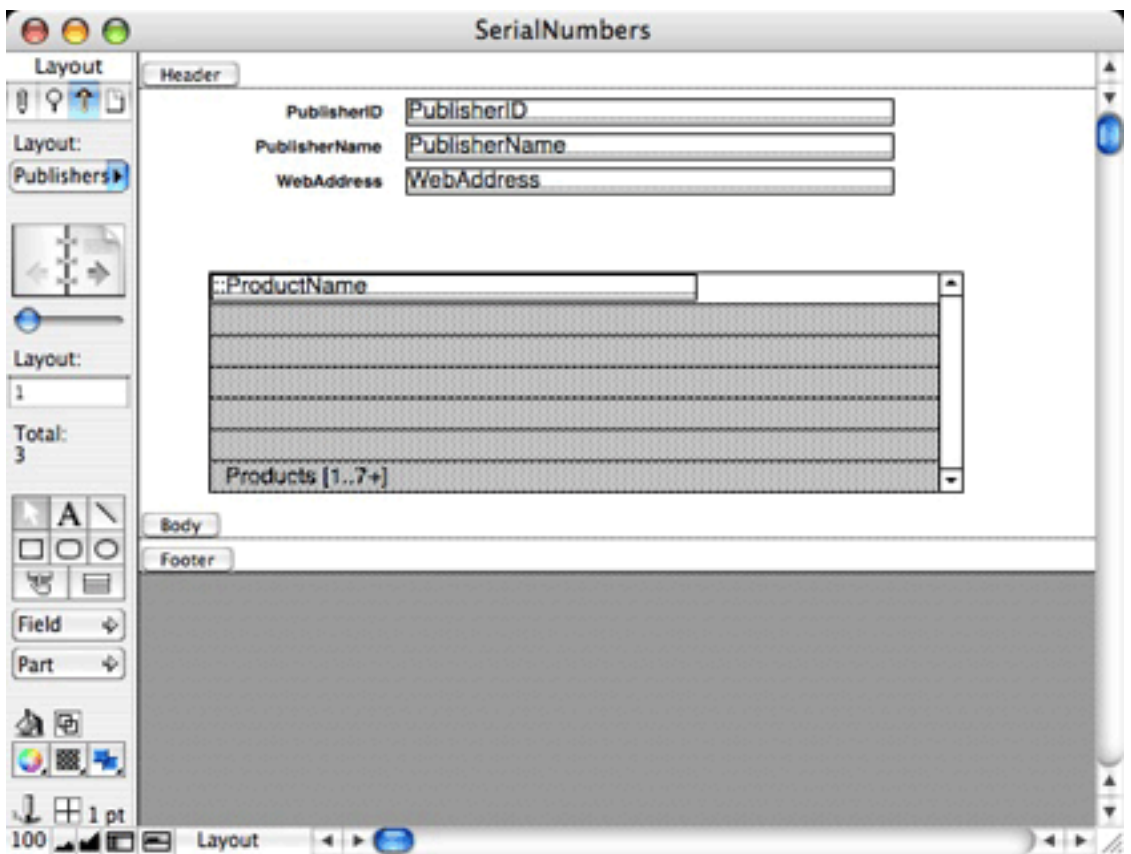 SerialNumbers
Layout
Header
PublisherID PublisherID
Layout:
PublisherName PublisherName
Publishers
WebAddress WebAddress
::ProductName
Layout:
1
Total:
3
Products [1..7+]
A
Body
Footer
Field
Part
1 pt
100 Layout